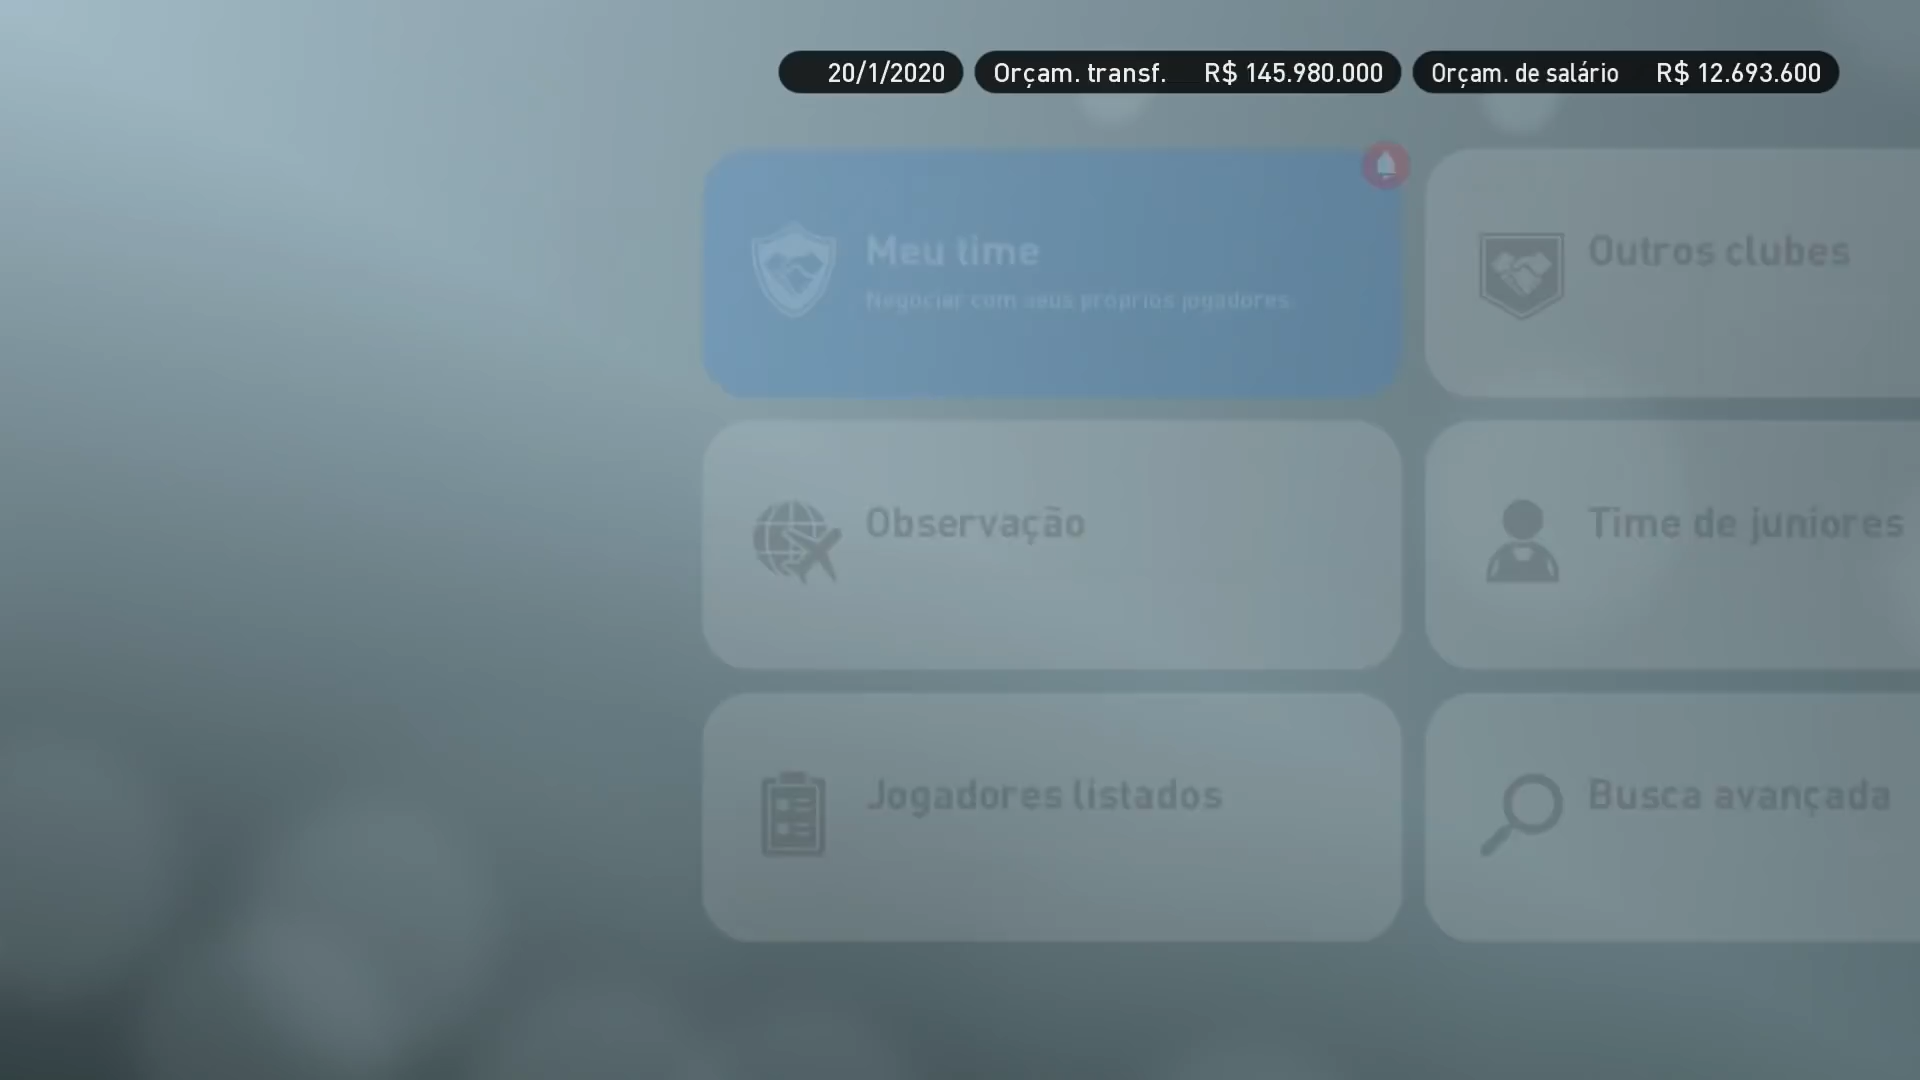 20/1/2020
Orçam. transf. R$ 145.980.000
Orçam. de salário R$ 12.693.600
Meu time
Negociar com seus próprios jogadores.
Outros clubes
Observação
Time de juniores
Jogadores listados
Busca avançada